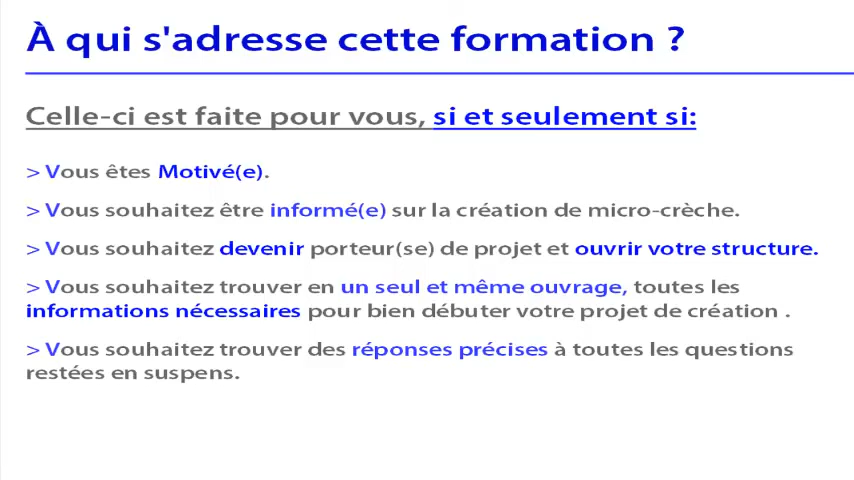 À qui s'adresse cette formation ?
Celle-ci est faite pour vous, si et seulement si:
> Vous êtes Motivé(e).
> Vous souhaitez être informé(e) sur la création de micro-crèche.
> Vous souhaitez devenir porteur(se) de projet et ouvrir votre structure.
> Vous souhaitez trouver en un seul et même ouvrage, toutes les
informations nécessaires pour bien débuter votre projet de création .
> Vous souhaitez trouver des réponses précises à toutes les questions
restées en suspens.